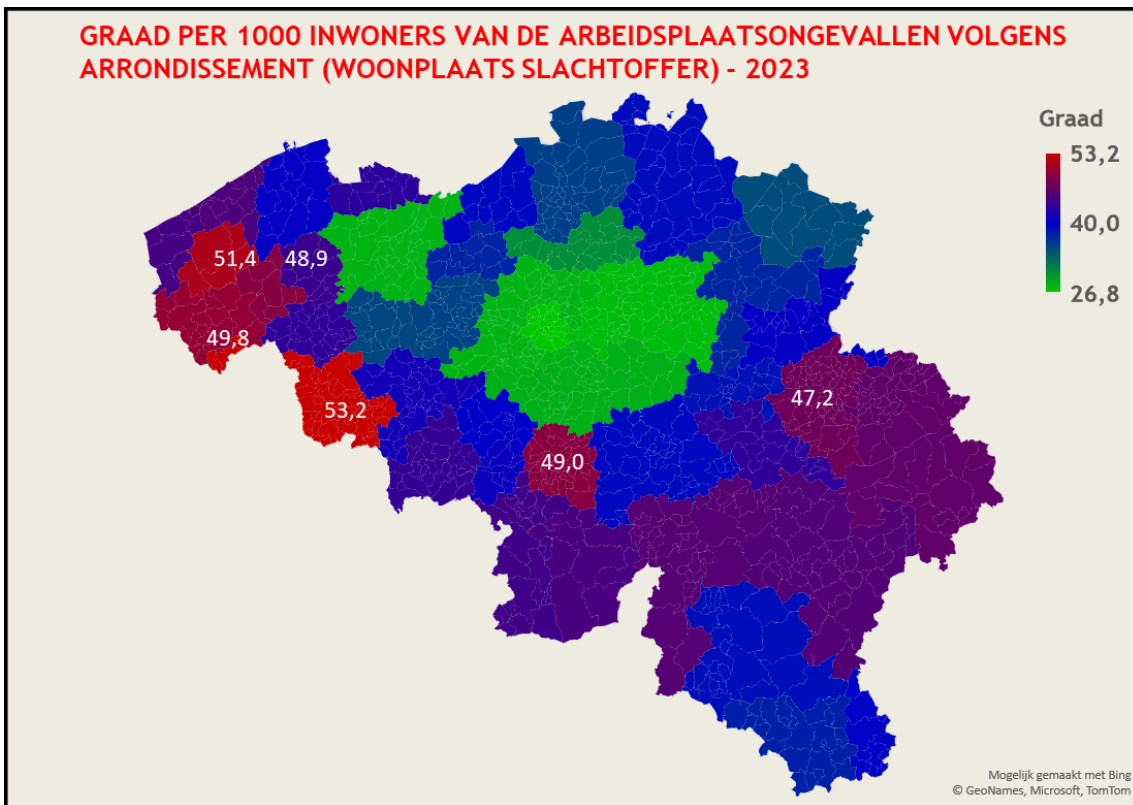 GRAAD PER 1000 INWONERS VAN DE ARBEIDSPLAATSONGEVALLEN VOLGENS
ARRONDISSEMENT (WOONPLAATS SLACHTOFFER) - 2023
Graad
53,2
40,0
26,8
51,4
48,9
49,8
53,2
47,2
49,0
Mogelijk gemaakt met Bing
© GeoNames, Microsoft, TomTom